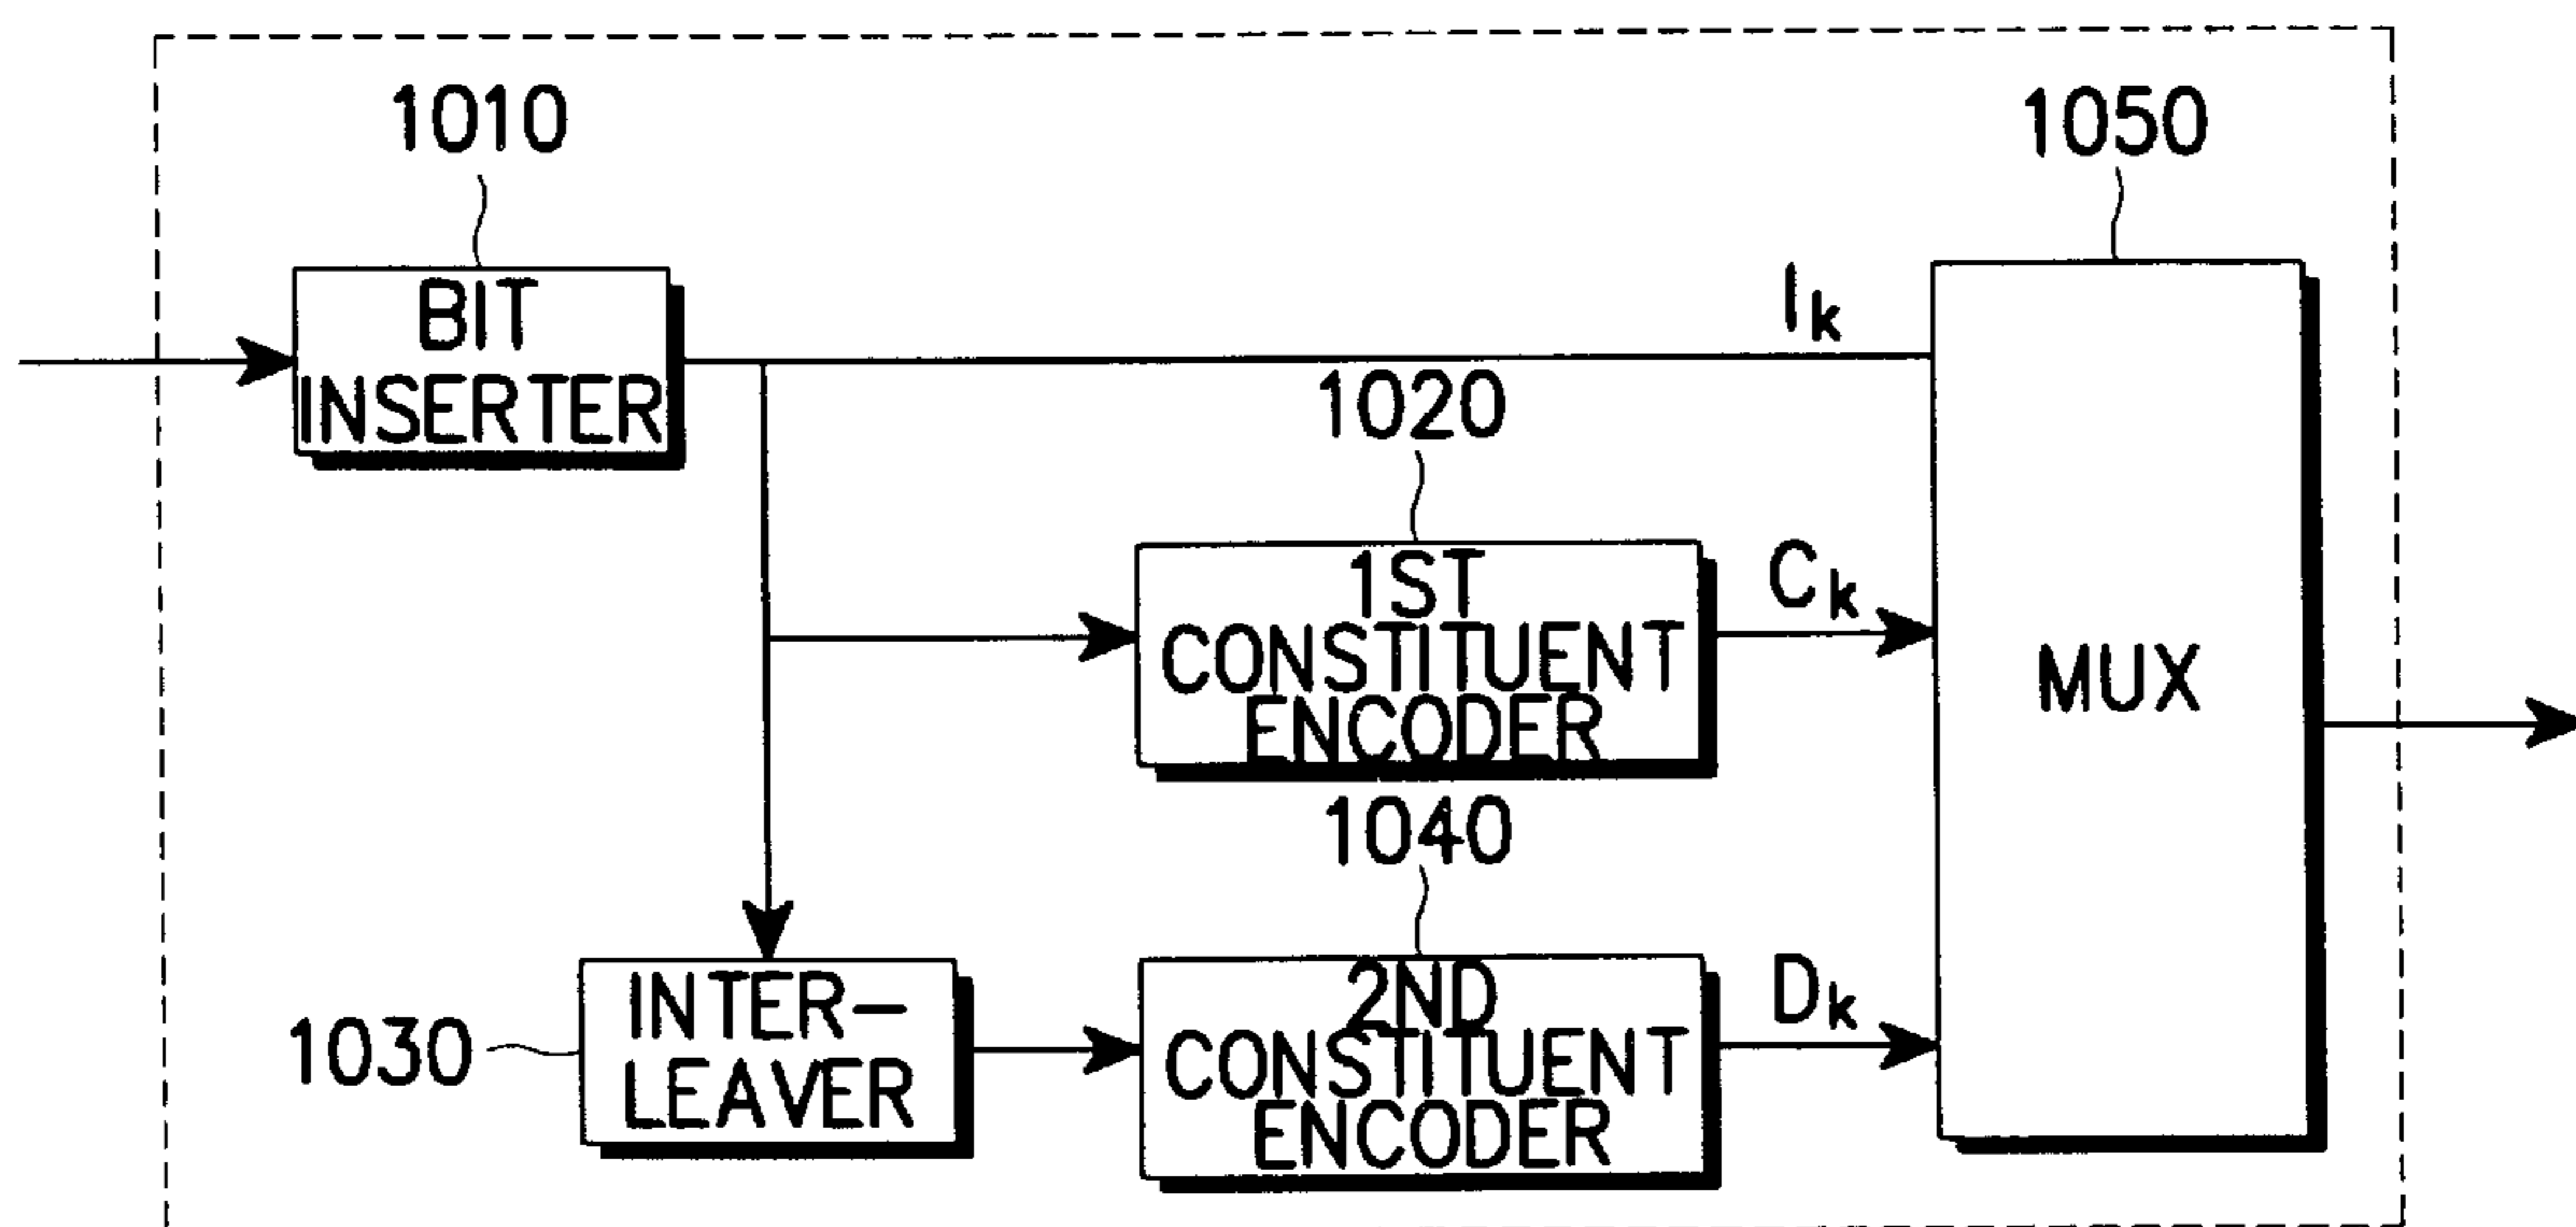 1010
1050
BIT
INSERTER
Ik
1020
1ST
CONSTITUENT
ENCODER
Ck
MUX
1040
1030
INTER-
LEAVER
2ND
CONSTITUENT
ENCODER
Dk